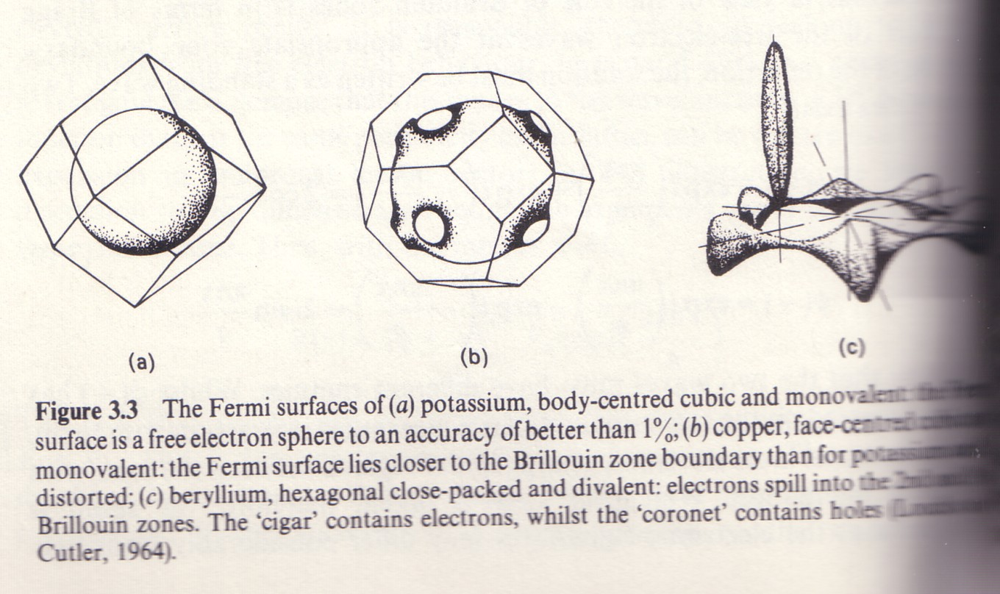 (a)
(b)
(c)
Figure 3.3 The Fermi surfaces of (a) potassium, body-centred cubic and monovalent: the
surface is a free electron sphere to an accuracy of better than 1%; (b) copper, face-centred
monovalent: the Fermi surface lies closer to the Brillouin zone boundary than for potassium
distorted; (c) beryllium, hexagonal close-packed and divalent: electrons spill into the
Brillouin zones. The ‘cigar’ contains electrons, whilst the ‘coronet’ contains holes
Cutler, 1964).